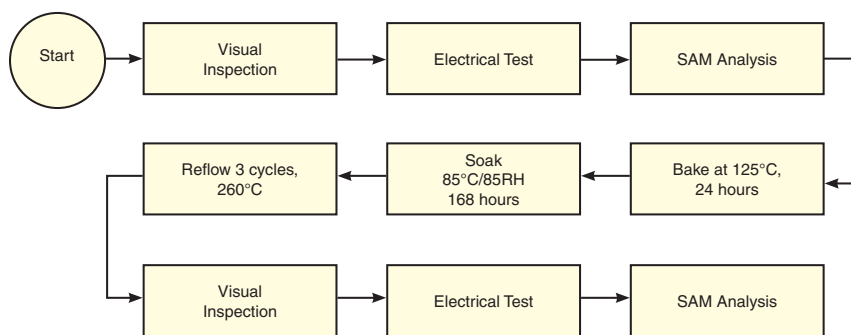 Start
Visual
Inspection
Electrical Test
SAM Analysis
Bake at 125°C,
24 hours
Soak
85°C/85RH
168 hours
Reflow 3 cycles,
260°C
Visual
Inspection
Electrical Test
SAM Analysis